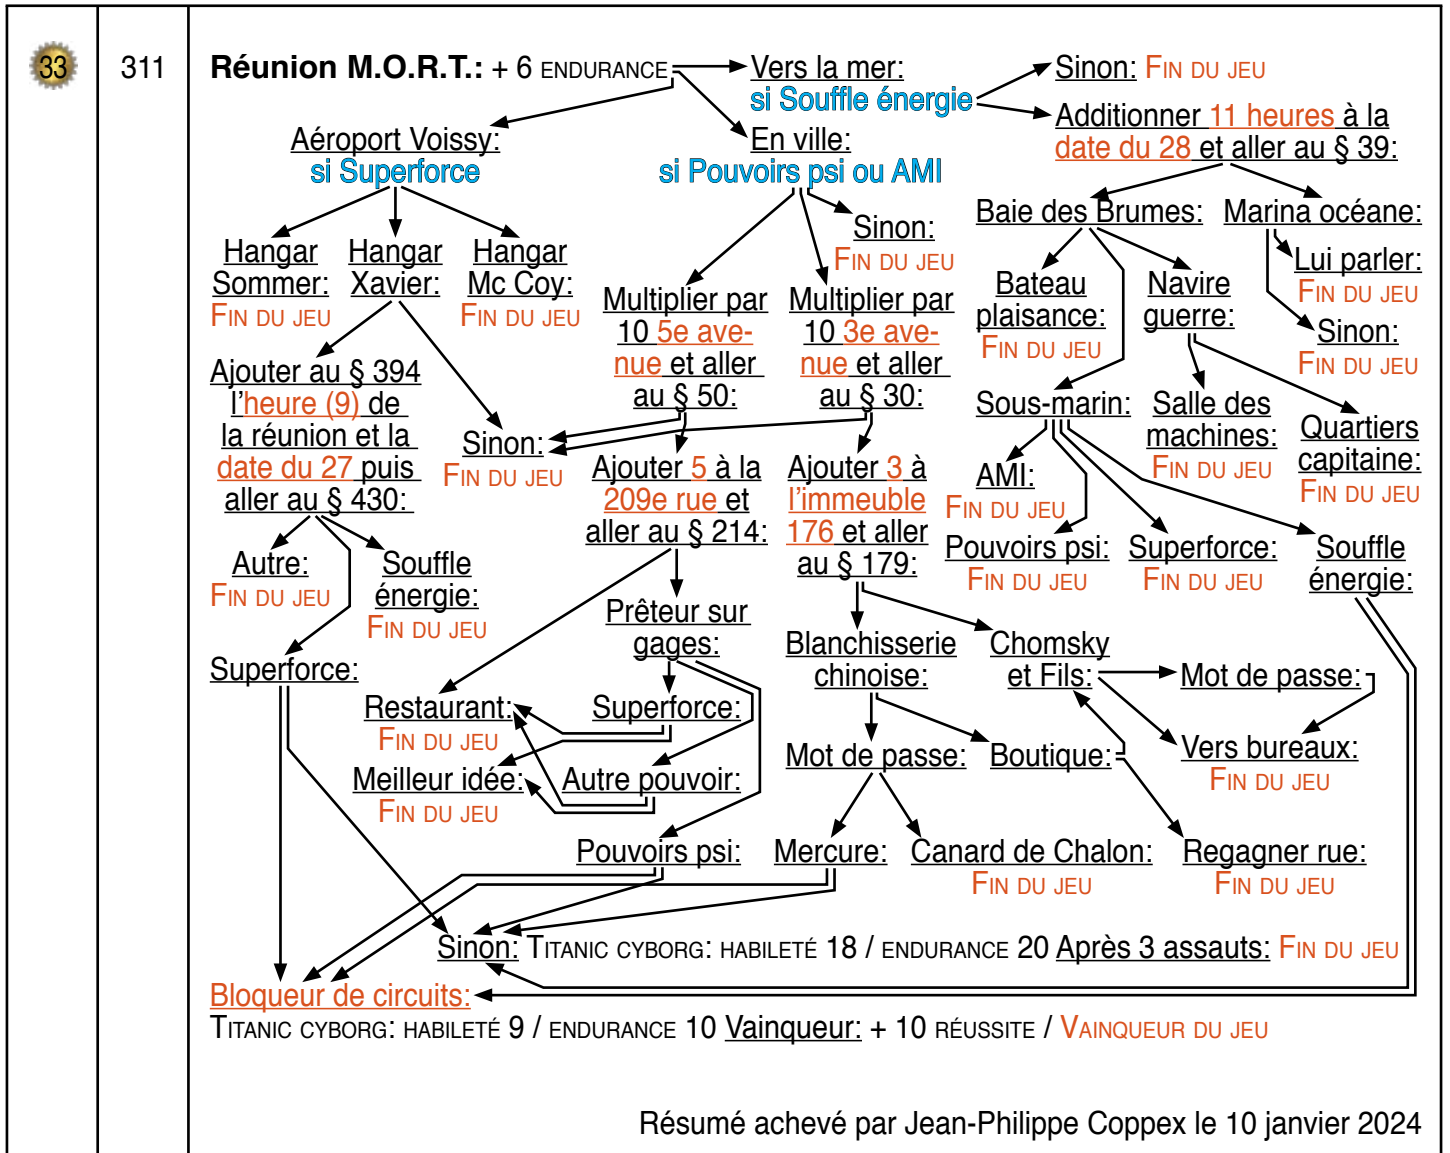 33
311
Réunion M.O.R.T.: + 6 ENDURANCE
Vers la mer:
si Souffle énergie
Sinon: FIN DU JEU
Additionner 11 heures à la
date du 28 et aller au § 39:
Aéroport Voissy:
si Superforce
En ville:
si Pouvoirs psi ou AMI
Baie des Brumes:
Marina océane:
Hangar
Sommer:
FIN DU JEU
Hangar
Xavier:
Hangar
Mc Coy:
FIN DU JEU
Sinon:
FIN DU JEU
Multiplier par
10 5e ave-
nue et aller
au § 50:
Multiplier par
10 3e ave-
nue et aller
au § 30:
Bateau
plaisance:
FIN DU JEU
Navire
guerre:
Lui parler:
FIN DU JEU
Sinon:
FIN DU JEU
Ajouter au § 394
l'heure (9) de
la réunion et la
date du 27 puis
aller au § 430:
Sinon:
FIN DU JEU
Sous-marin:
Salle des
machines:
FIN DU JEU
Quartiers
capitaine:
FIN DU JEU
Ajouter 5 à la
209e rue et
aller au § 214:
Ajouter 3 à
l'immeuble
176 et aller
au § 179:
AMI:
FIN DU JEU
Pouvoirs psi:
FIN DU JEU
Superforce:
FIN DU JEU
Souffle
énergie:
Autre:
FIN DU JEU
Souffle
énergie:
FIN DU JEU
Prêteur sur
gages:
Blanchisserie
chinoise:
Chomsky
et Fils:
Mot de passe:
Superforce:
Restaurant:
FIN DU JEU
Superforce:
Meilleur idée:
FIN DU JEU
Autre pouvoir:
Mot de passe:
Boutique:
Vers bureaux:
FIN DU JEU
Pouvoirs psi:
Mercure:
Canard de Chalon:
FIN DU JEU
Regagner rue:
FIN DU JEU
Sinon: TITANIC CYBORG: HABILETÉ 18 / ENDURANCE 20 Après 3 assauts: FIN DU JEU
Bloqueur de circuits:
TITANIC CYBORG: HABILETÉ 9 / ENDURANCE 10 Vainqueur: + 10 RÉUSSITE / VAINQUEUR DU JEU
Résumé achevé par Jean-Philippe Coppex le 10 janvier 2024